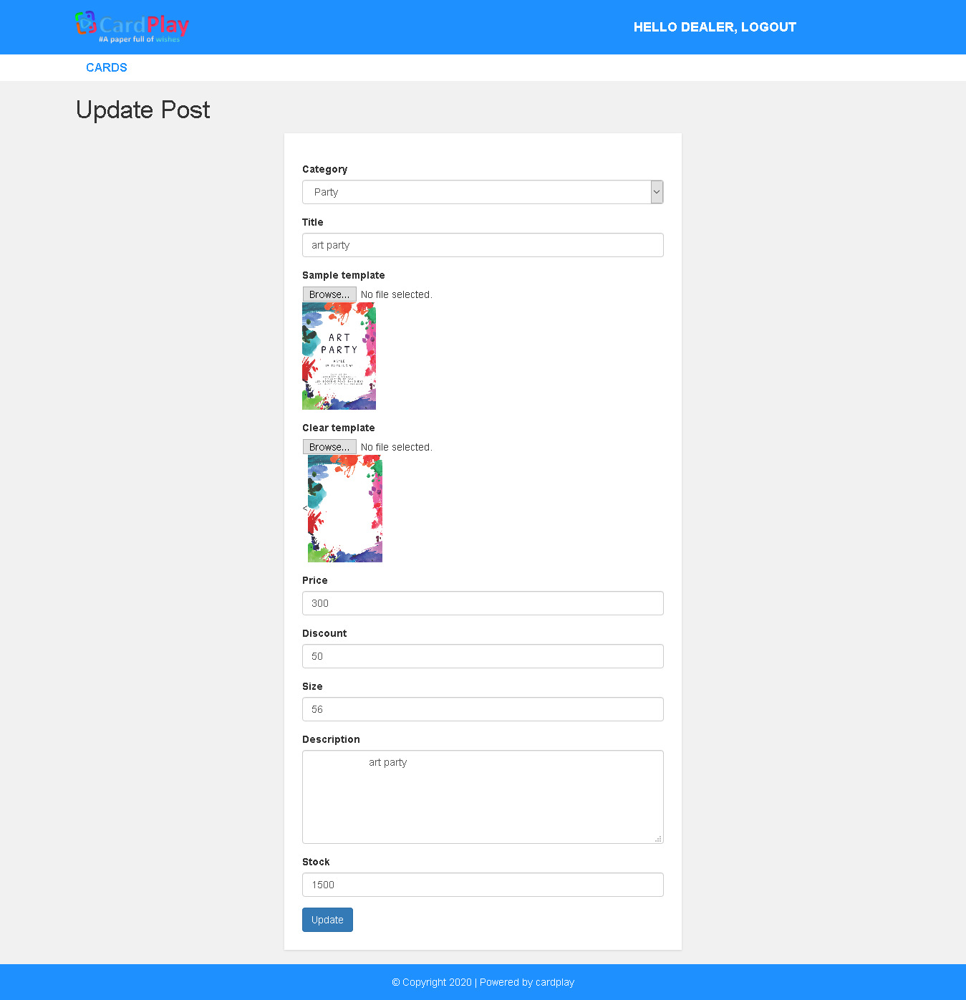 CardPlay
#A paper full of wishes
HELLO DEALER, LOGOUT
CARDS
Update Post
Category
Party
Title
art party
Sample template
Browse... No file selected.
ART
PARTY
Clear template
Browse... No file selected.
<
Price
300
Discount
50
Size
56
Description
art party
Stock
1500
Update
© Copyright 2020 | Powered by cardplay